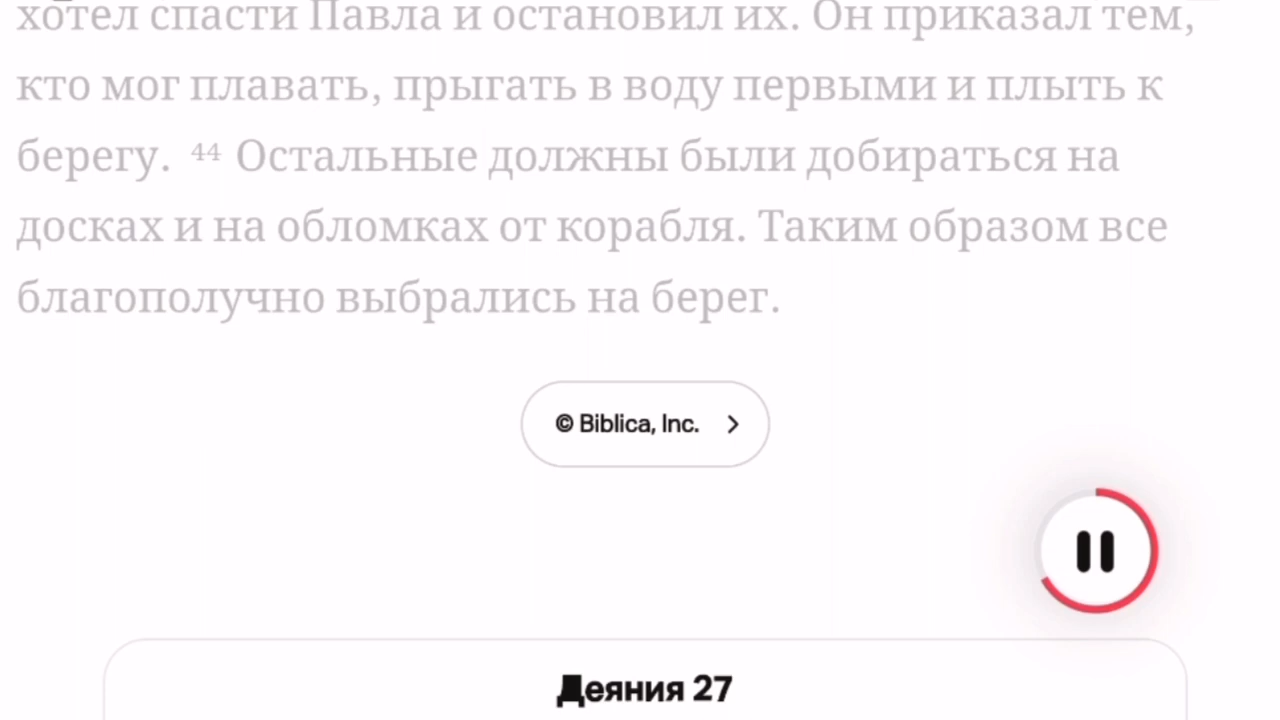 хотел спасти Павла и остановил их. Он приказал тем,
кто мог плавать, прыгать в воду первыми и плыть к
берегу. 44 Остальные должны были добираться на
досках и на обломках от корабля. Таким образом все
благополучно выбрались на берег.
© Biblica, Inc.
Деяния 27